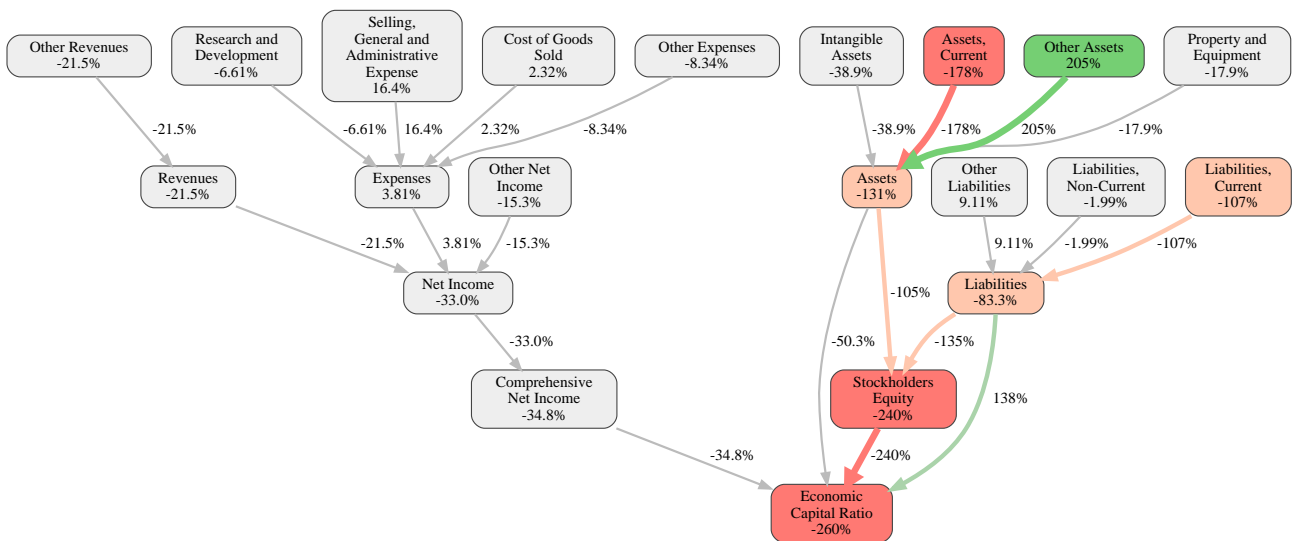 Other Revenues
-21.5%
Research and
Development
-6.61%
Selling,
General and
Administrative
Expense
16.4%
Cost of Goods
Sold
2.32%
Other Expenses
-8.34%
Intangible
Assets
-38.9%
Assets,
Current
-178%
Other Assets
205%
Property and
Equipment
-17.9%
-21.5%
-6.61%
16.4%
2.32%
-8.34%
-38.9%
-178%
205%
-17.9%
Revenues
-21.5%
Expenses
3.81%
Other Net
Income
-15.3%
Assets
-131%
Other
Liabilities
9.11%
Liabilities,
Non-Current
-1.99%
Liabilities,
Current
-107%
-21.5%
3.81%
-15.3%
9.11%
-1.99%
-107%
Net Income
-33.0%
Liabilities
-83.3%
-105%
-33.0%
-50.3%
-135%
Comprehensive
Net Income
-34.8%
Stockholders
Equity
-240%
138%
-34.8%
-240%
Economic
Capital Ratio
-260%